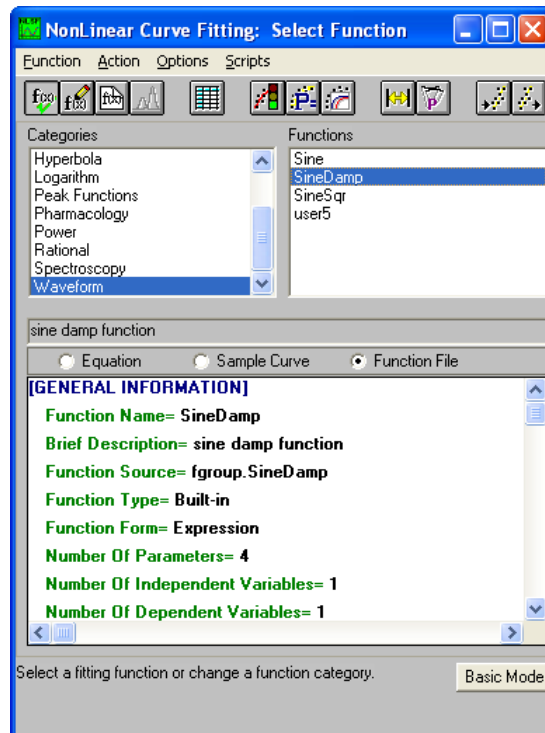 NonLinear Curve Fitting: Select Function
Function Action Options Scripts
Categories Functions
Hyperbola
Logarithm
Peak Functions
Pharmacology
Power
Rational
Spectroscopy
Waveform
Sine
SineDamp
SineSqr
user5
sine damp function
Equation Sample Curve Function File
[GENERAL INFORMATION]
Function Name= SineDamp
Brief Description= sine damp function
Function Source= fgroup.SineDamp
Function Type= Built-in
Function Form= Expression
Number Of Parameters= 4
Number Of Independent Variables= 1
Number Of Dependent Variables= 1
Select a fitting function or change a function category. Basic Mode